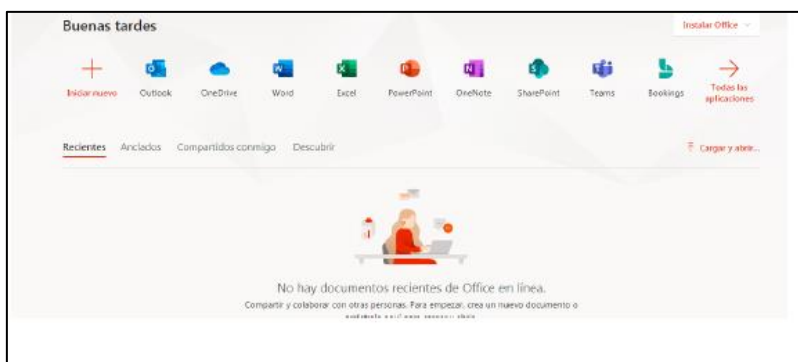 Buenas tardes
Instalar Office
Iniciar nuevo
Outlook
OneDrive
Word
Excel
PowerPoint
OneNote
SharePoint
Teams
Bookings
Todas las
aplicaciones
Recientes
Anclados
Compartidos conmigo
Descubrir
Cargar y abrir...
No hay documentos recientes de Office en línea.
Compartir y colaborar con otras personas. Para empezar, crea un nuevo documento o